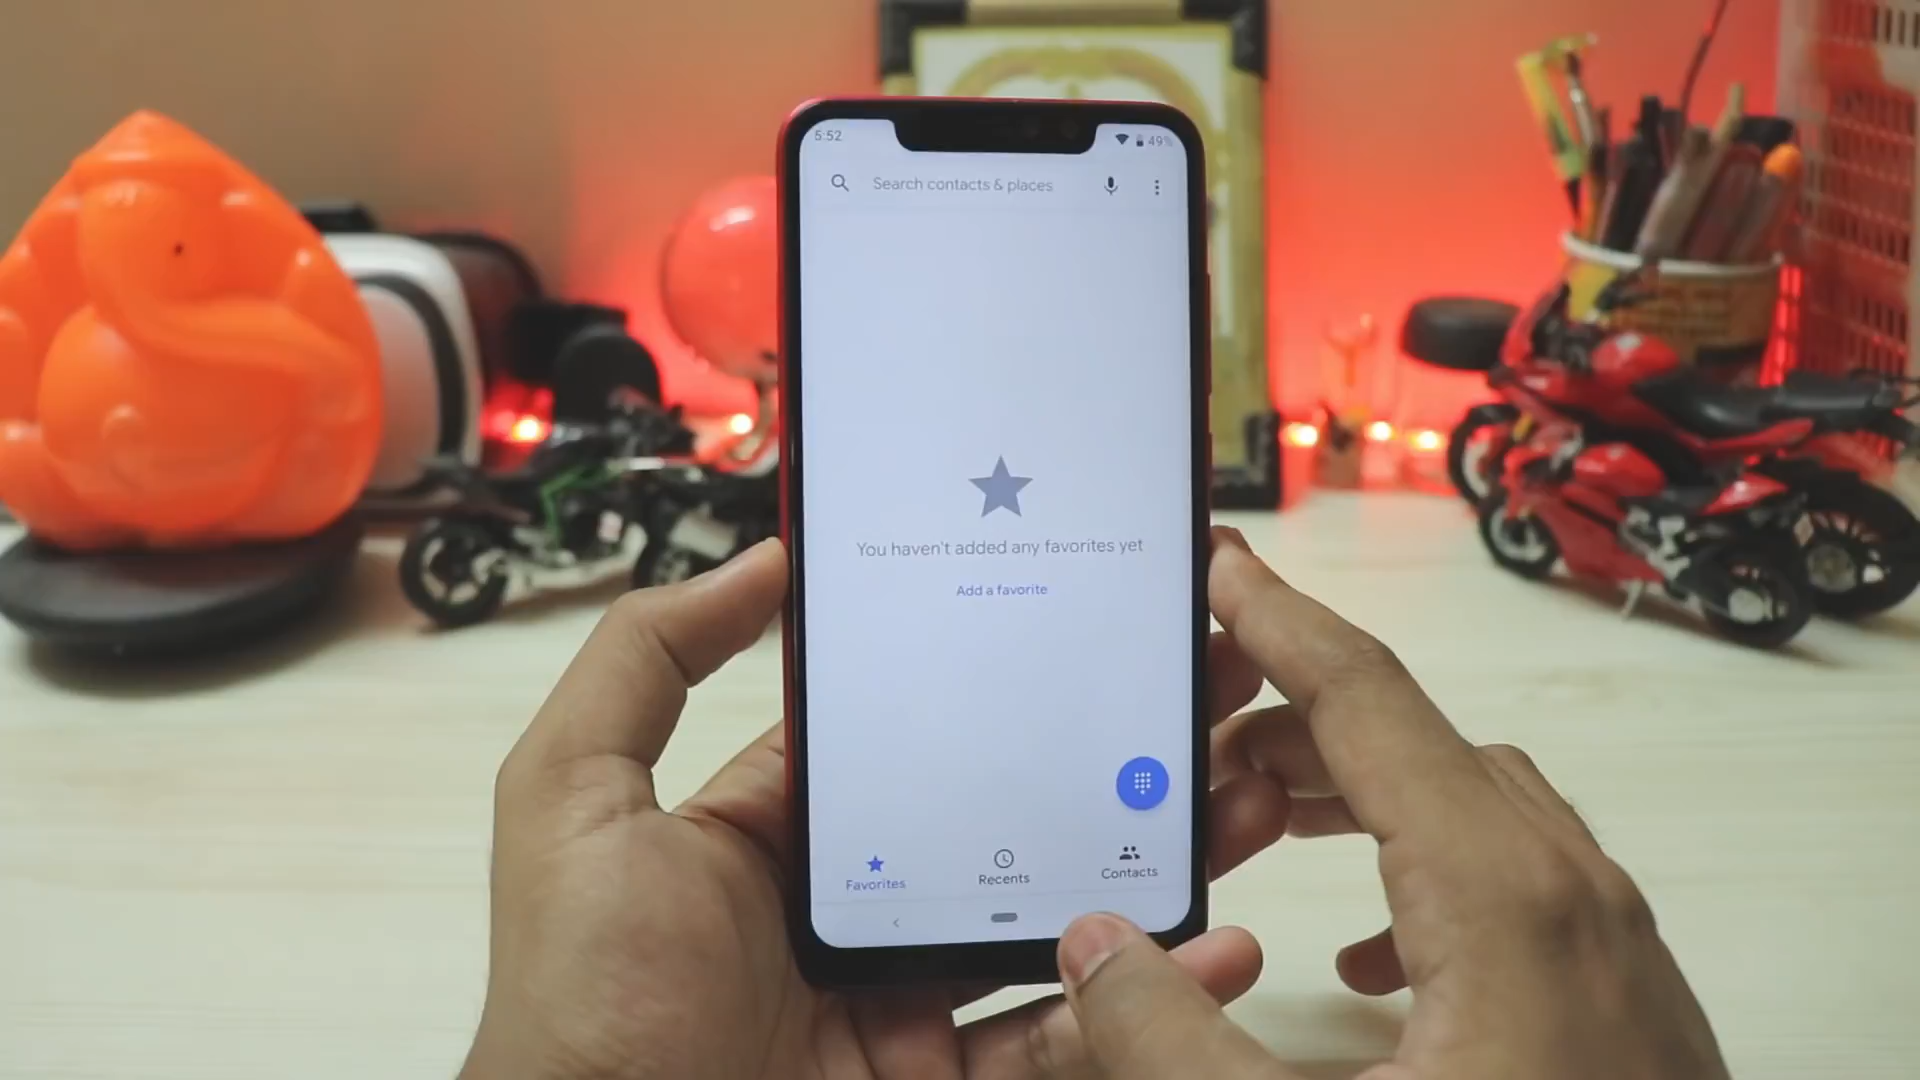 5:52
49%
Search contacts & places
You haven't added any favorites yet
Add a favorite
Favorites
Recents
Contacts